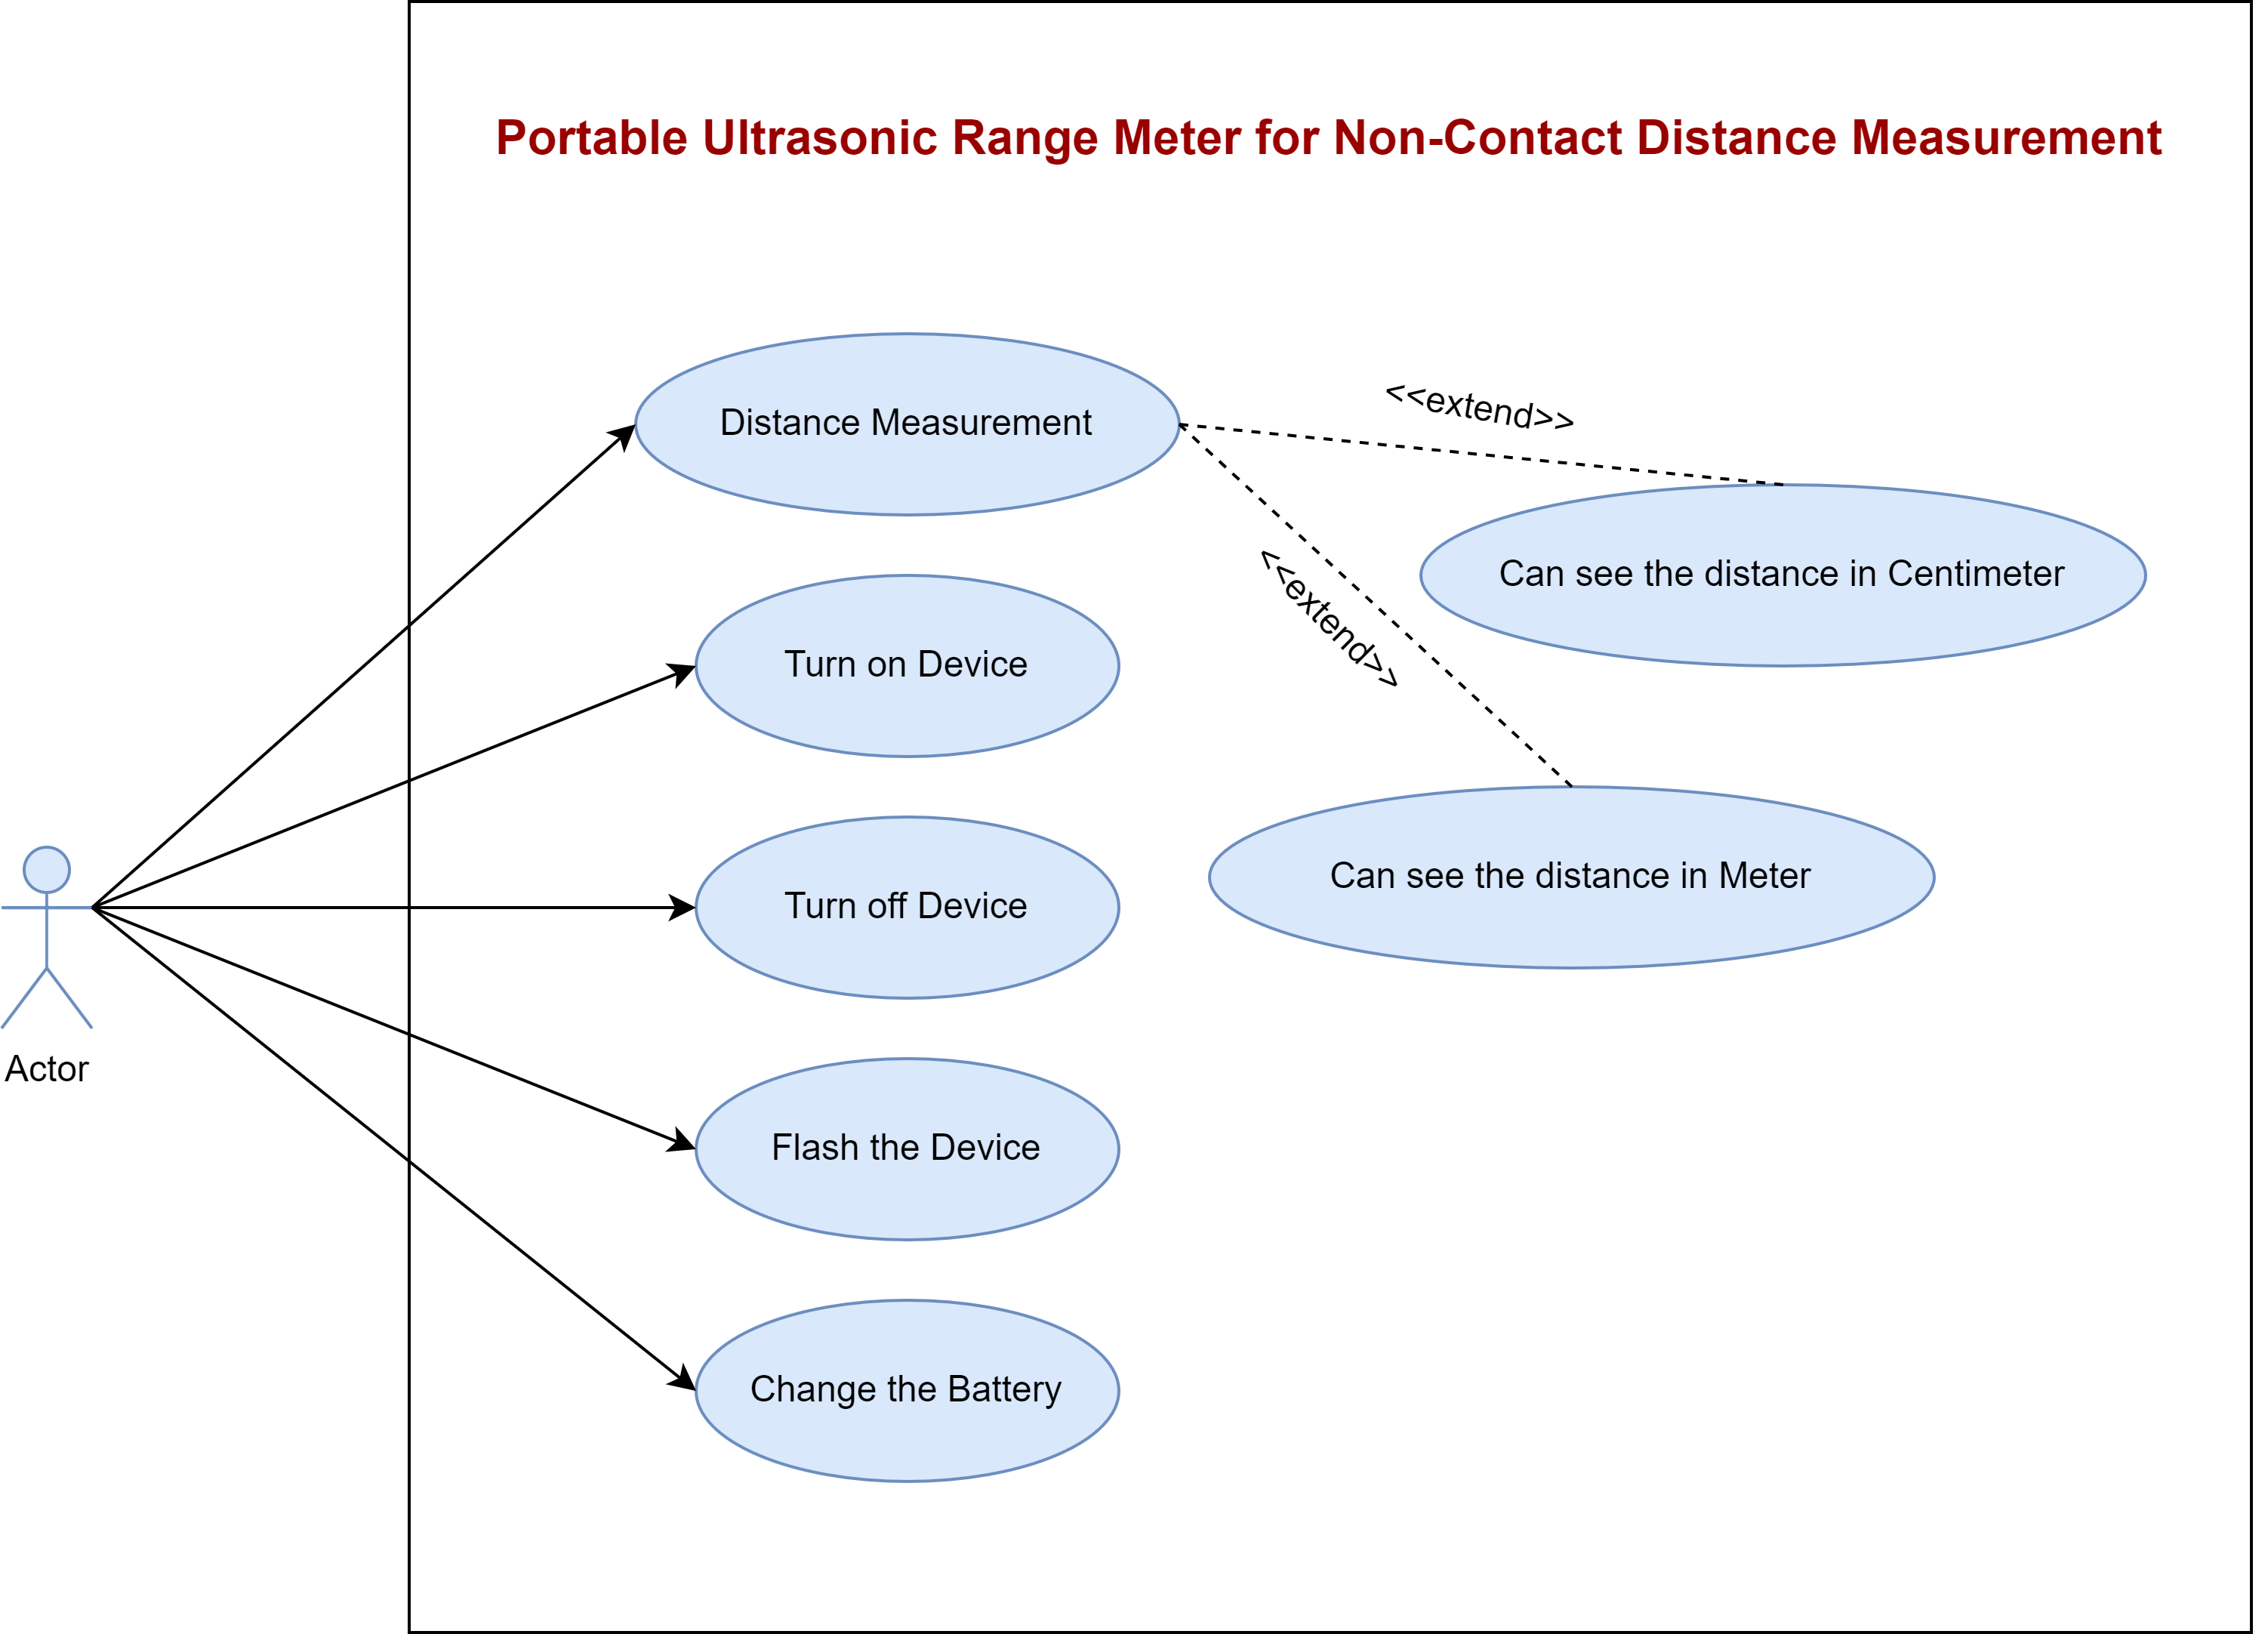 Portable Ultrasonic Range Meter for Non-Contact Distance Measurement
Distance Measurement
<<extend>>
Can see the distance in Centimeter
<<extend>>
Turn on Device
Can see the distance in Meter
Turn off Device
Actor
Flash the Device
Change the Battery